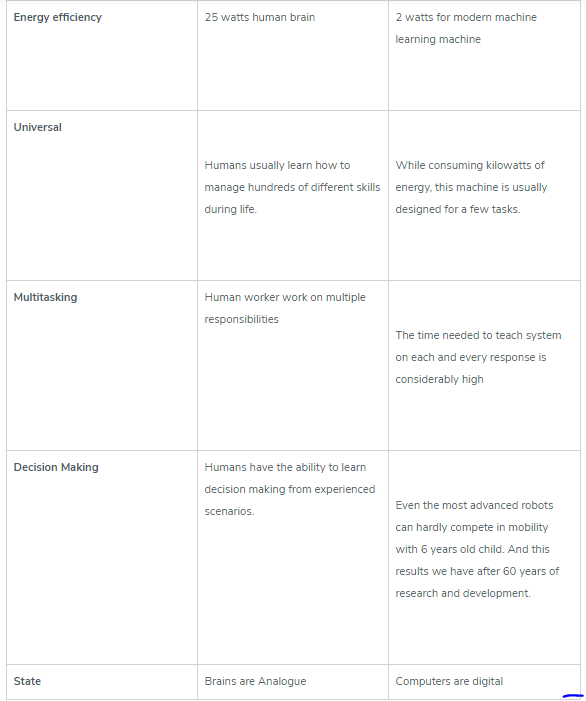 Energy efficiency
25 watts human brain
2 watts for modern machine
learning machine
Universal
Humans usually learn how to
manage hundreds of different skills
during life.
While consuming kilowatts of
energy, this machine is usually
designed for a few tasks.
Multitasking
Human worker work on multiple
responsibilities
The time needed to teach system
on each and every response is
considerably high
Decision Making
Humans have the ability to learn
decision making from experienced
scenarios.
Even the most advanced robots
can hardly compete in mobility
with 6 years old child. And this
results we have after 60 years of
research and development.
State
Brains are Analogue
Computers are digital